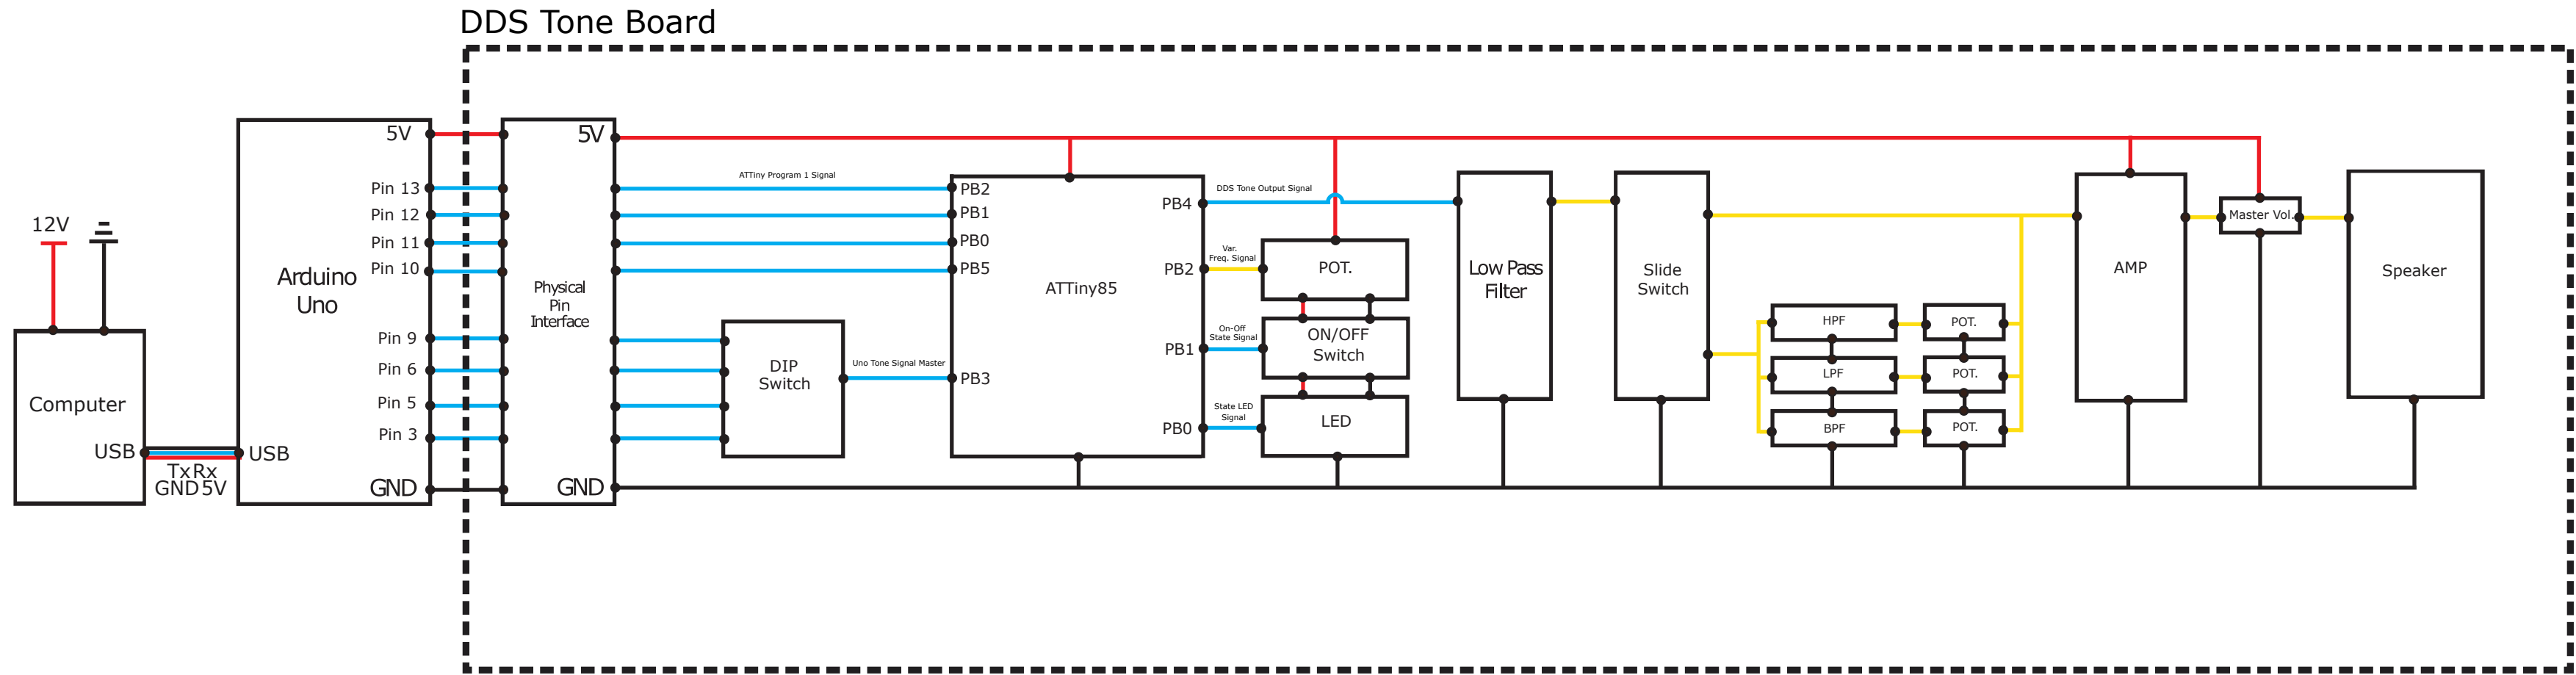 DDS Tone Board
12V
Computer
USB
Tx Rx
GND 5V
USB
Arduino
Uno
5V
Pin 13
Pin 12
Pin 11
Pin 10
Pin 9
Pin 6
Pin 5
Pin 3
GND
5V
Physical
Pin
Interface
GND
ATTiny Program 1 Signal
DIP
Switch
Uno Tone Signal Master
PB2
PB1
PB0
PB5
PB3
ATTiny85
PB4
PB2
PB1
PB0
DDS Tone Output Signal
Var.
Freq. Signal
On-Off
State Signal
State LED
Signal
POT.
ON/OFF
Switch
LED
Low Pass
Filter
Slide
Switch
HPF
LPF
BPF
POT.
POT.
POT.
AMP
Master Vol.
Speaker